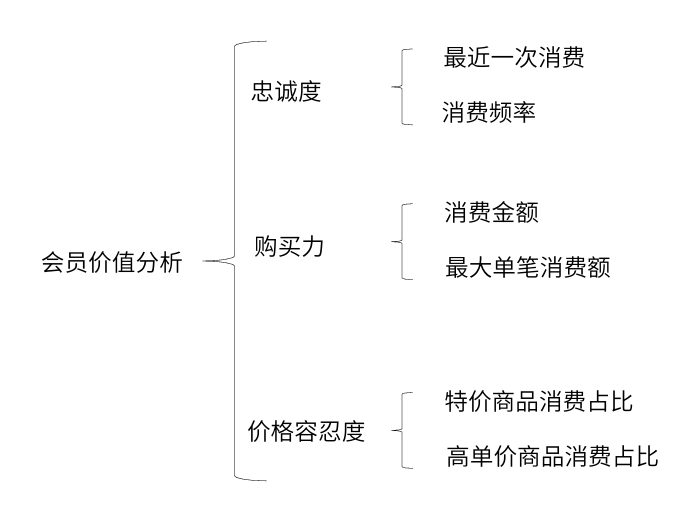 会员价值分析
忠诚度
最近一次消费
消费频率
购买力
消费金额
最大单笔消费额
价格容忍度
特价商品消费占比
高单价商品消费占比